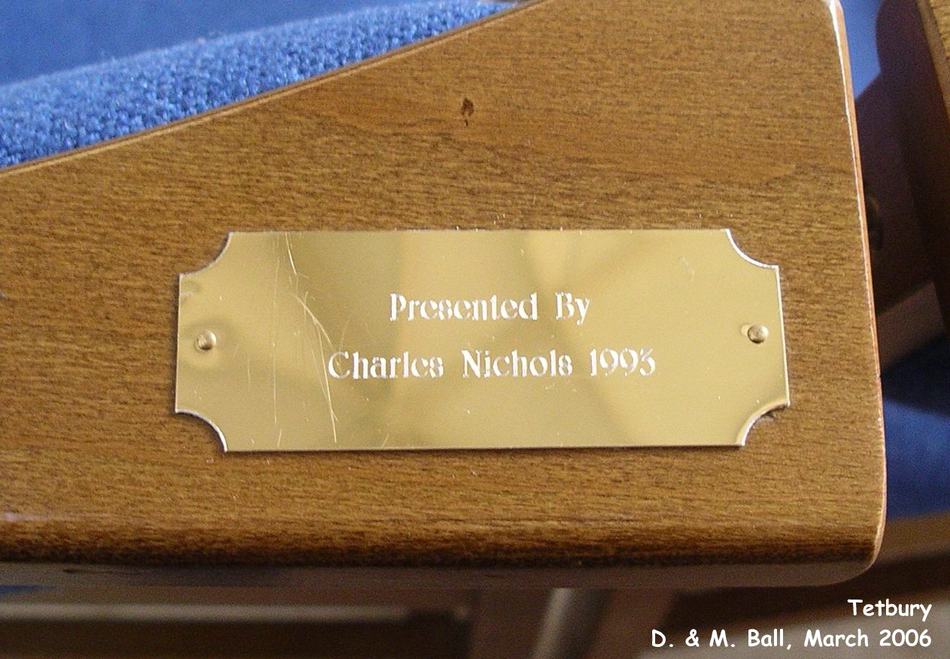 Presented By
Charles Nichols 1993
Tetbury
D. & M. Ball, March 2006